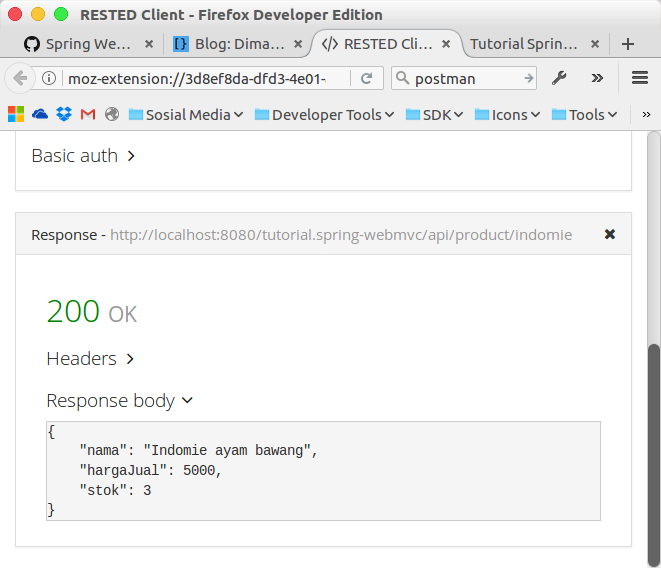 RESTED Client - Firefox Developer Edition
Spring We... Blog: Dima... </> RESTED Cli... Tutorial Sprin...
moz-extension://3d8ef8da-dfd3-4e01- postman
Sosial Media Developer Tools SDK Icons Tools
Basic auth
Response - http://localhost:8080/tutorial.spring-webmvc/api/product/indomie
200 OK
Headers
Response body
{
"nama": "Indomie ayam bawang",
"hargaJual": 5000,
"stok": 3
}